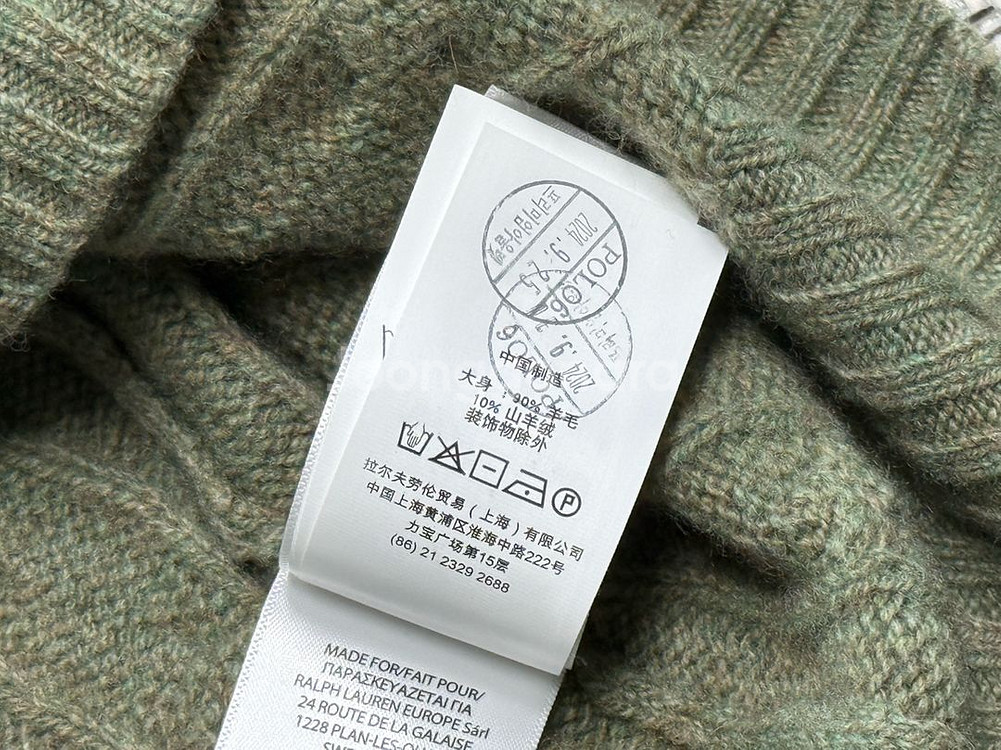 2024. 9. 2.5
POLO
中国制造
大身：90% 羊毛
10% 山羊绒
装饰物除外
P
拉尔夫劳伦贸易（上海）有限公司
中国上海黄浦区淮海中路222号
力宝广场第15层
(86) 21 2329 2688
MADE FOR/FAIT POUR/
ΠΑΡΑΣΚΕΥΑΖΕΤΑΙ ΓΙΑ
RALPH LAUREN EUROPE Sàrl
24 ROUTE DE LA GALAISE
1228 PLAN-LES-